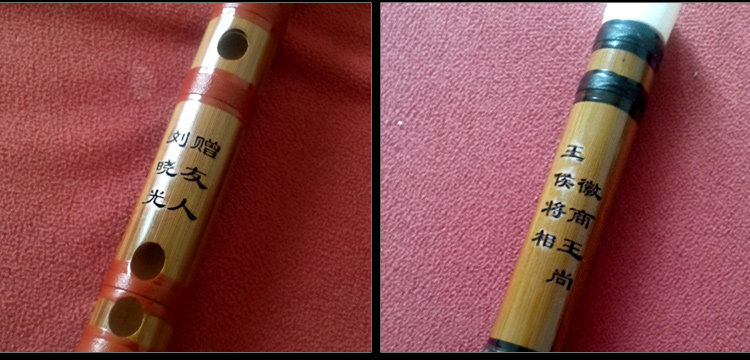 赠友人
刘晓光
徽商王尚
王侯将相